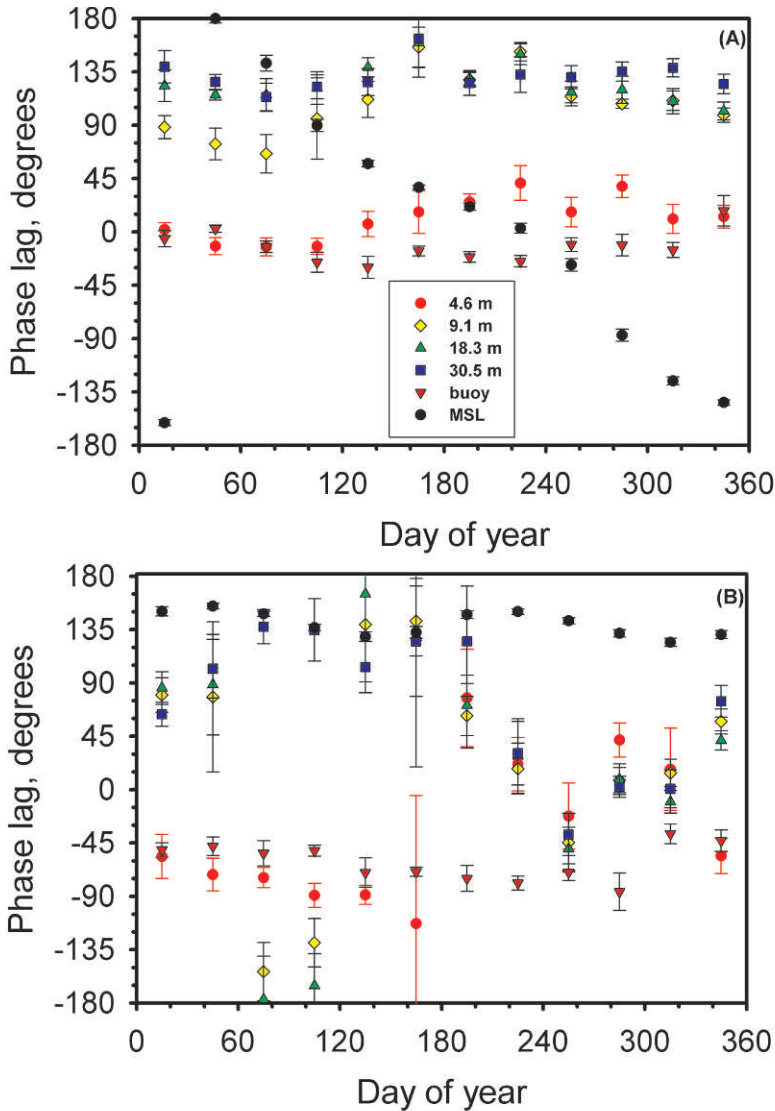 180
(A)
135
90
45
0
-45
-90
-135
-180
Phase lag, degrees
4.6 m
9.1 m
18.3 m
30.5 m
buoy
MSL
0 60 120 180 240 300 360
Day of year
180
(B)
135
90
45
0
-45
-90
-135
-180
Phase lag, degrees
0 60 120 180 240 300 360
Day of year